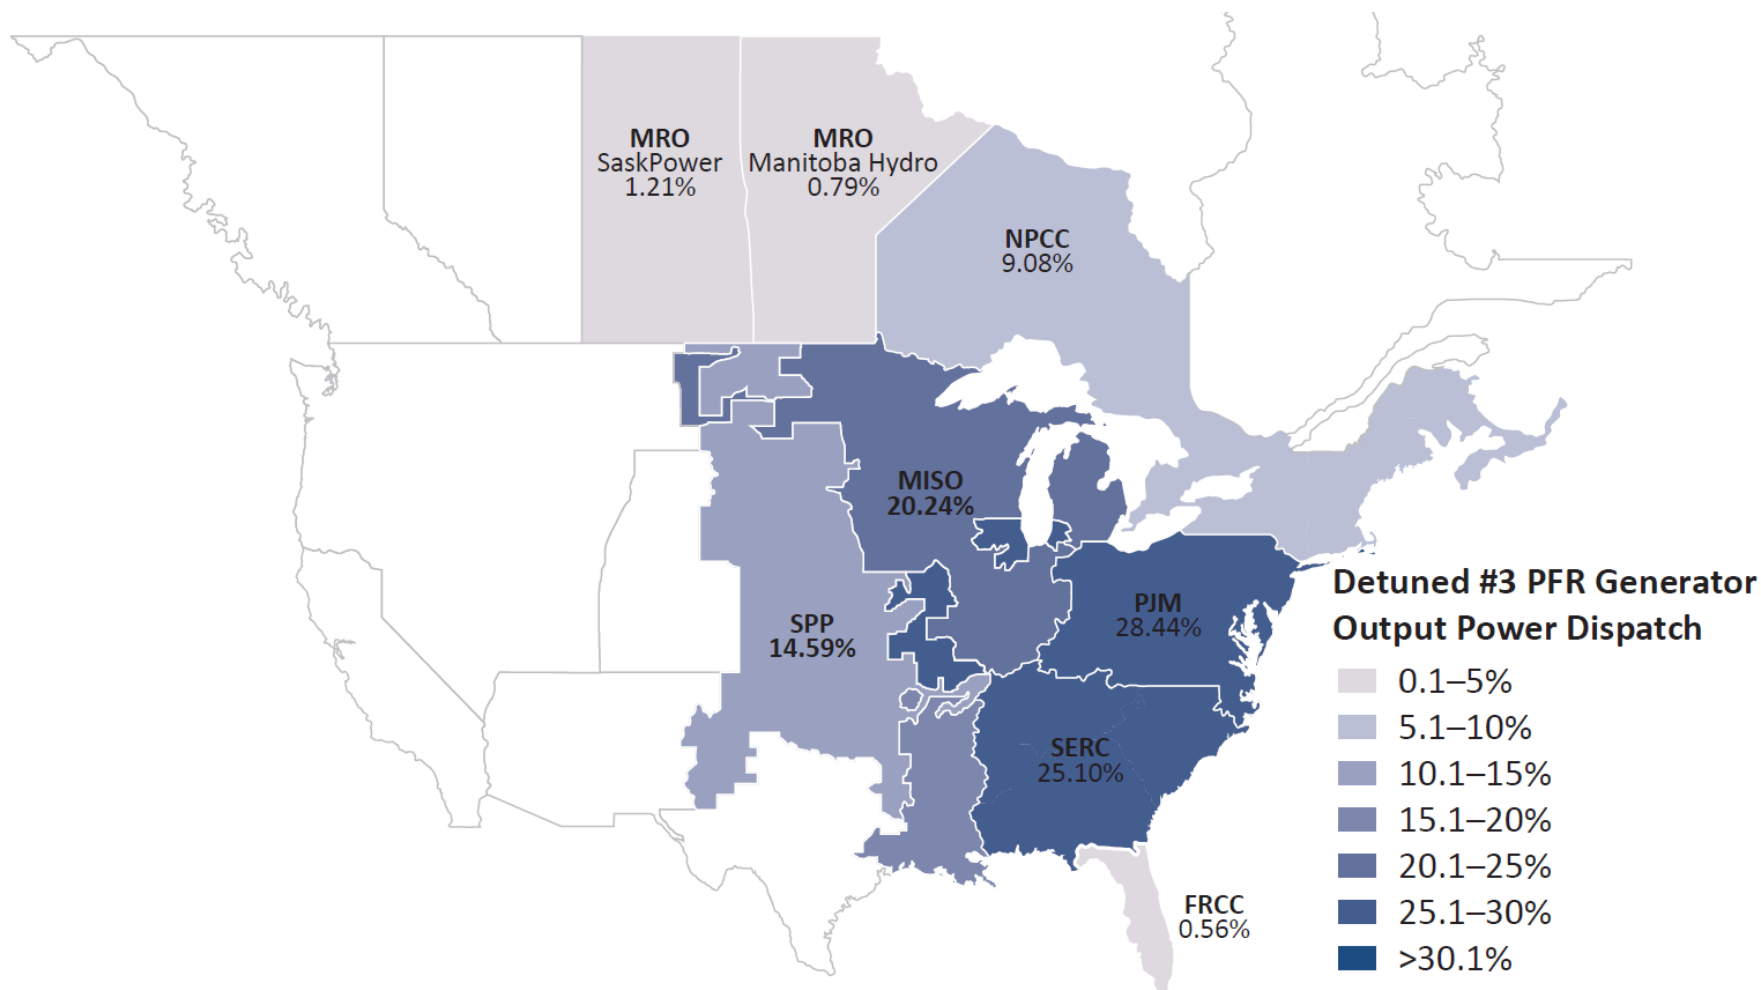 MRO
SaskPower
1.21%
MRO
Manitoba Hydro
0.79%
NPCC
9.08%
MISO
20.24%
SPP
14.59%
PJM
28.44%
SERC
25.10%
FRCC
0.56%
Detuned #3 PFR Generator
Output Power Dispatch
0.1–5%
5.1–10%
10.1–15%
15.1–20%
20.1–25%
25.1–30%
>30.1%